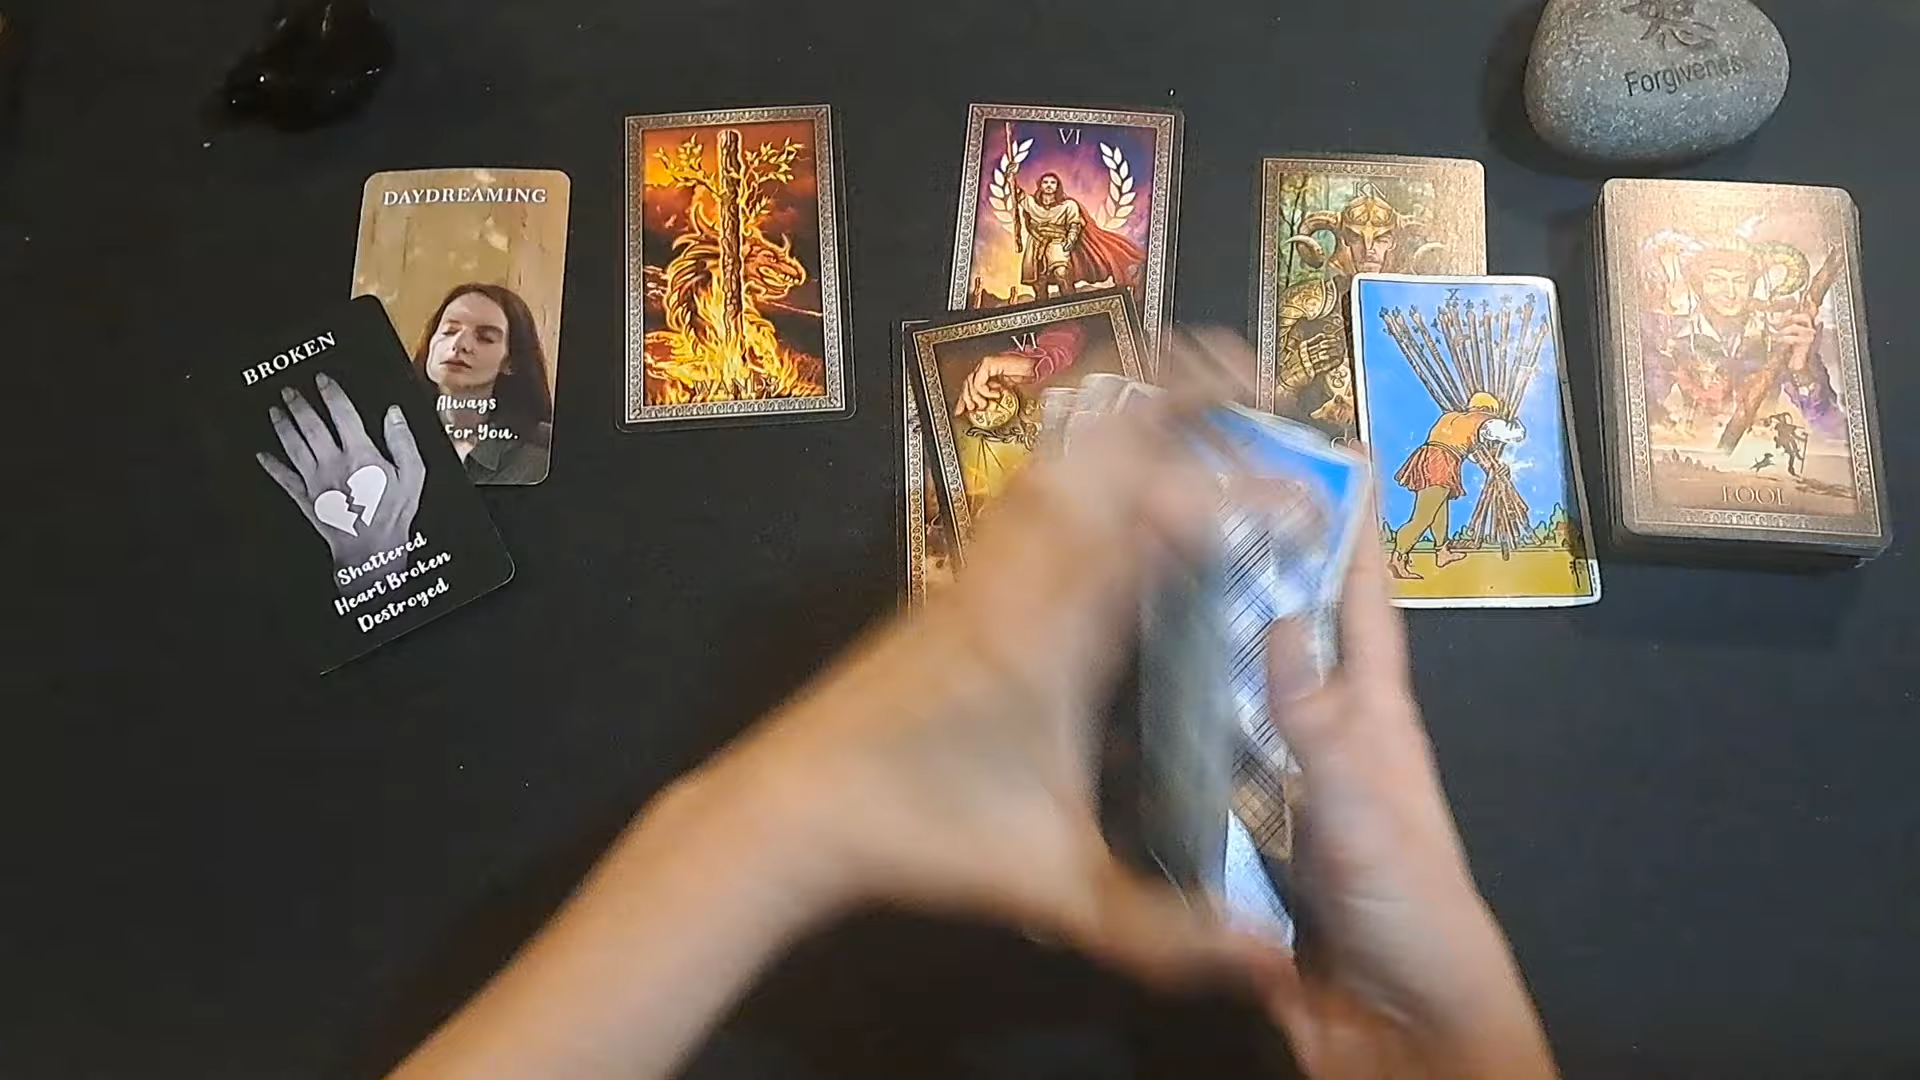 DAYDREAMING
Always
For You.
BROKEN
Shattered
Heart Broken
Destroyed
WANDS
VI
VI
X
FOOL
Forgiveness